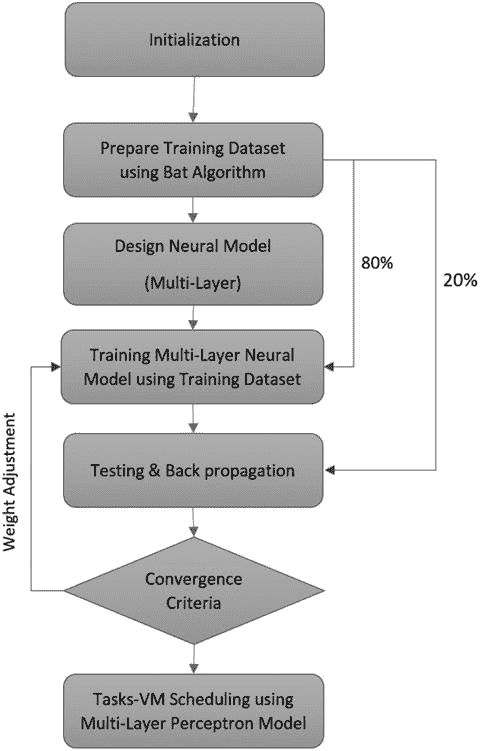 Initialization
Prepare Training Dataset
using Bat Algorithm
Design Neural Model
(Multi-Layer)
80%
20%
Training Multi-Layer Neural
Model using Training Dataset
Weight Adjustment
Testing & Back propagation
Convergence
Criteria
Tasks-VM Scheduling using
Multi-Layer Perceptron Model